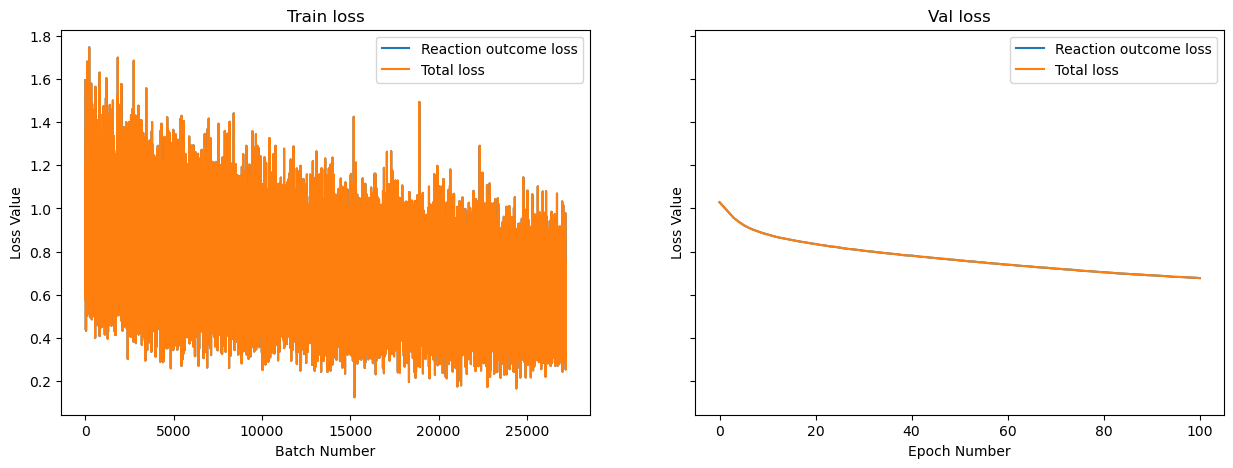 Train loss
Loss Value
1.8
1.6
1.4
1.2
1.0
0.8
0.6
0.4
0.2
Reaction outcome loss
Total loss
0 5000 10000 15000 20000 25000
Batch Number
Val loss
Loss Value
Reaction outcome loss
Total loss
0 20 40 60 80 100
Epoch Number